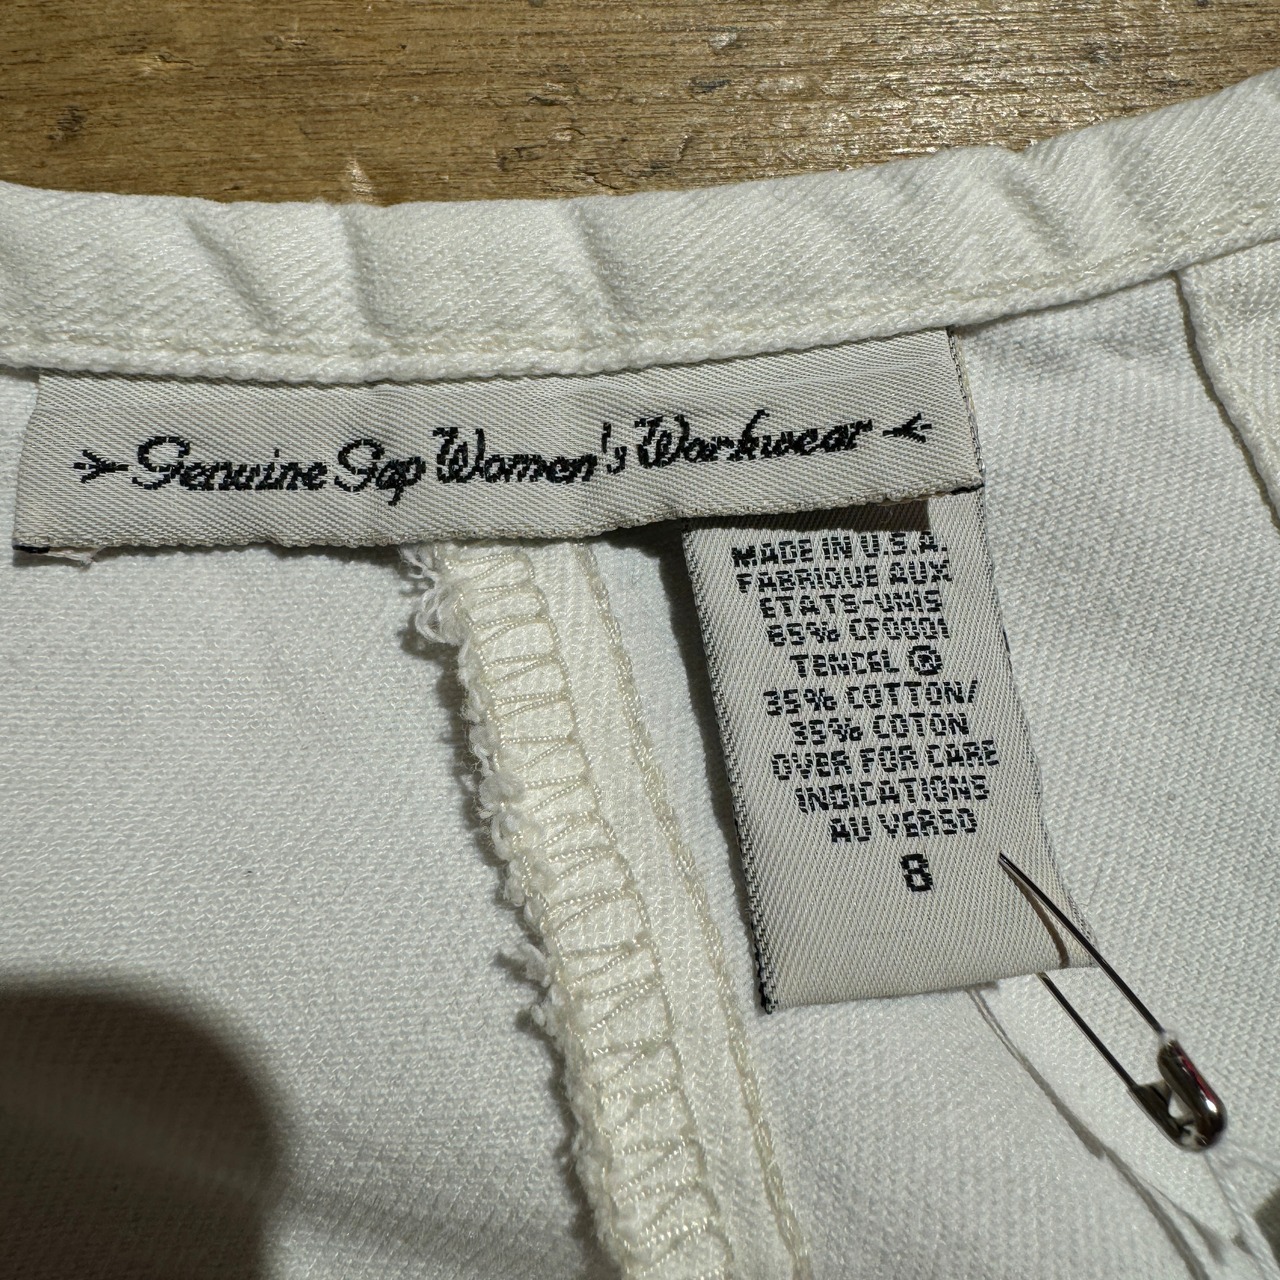 Genuine Gap Women's Workwear
MADE IN U.S.A.
FABRIQUE AUX
ETATS-UNIS
65% CF0001
TENCEL ®
35% COTTON/
35% COTON
OVER FOR CARE
INDICATIONS
AU VERSO
8